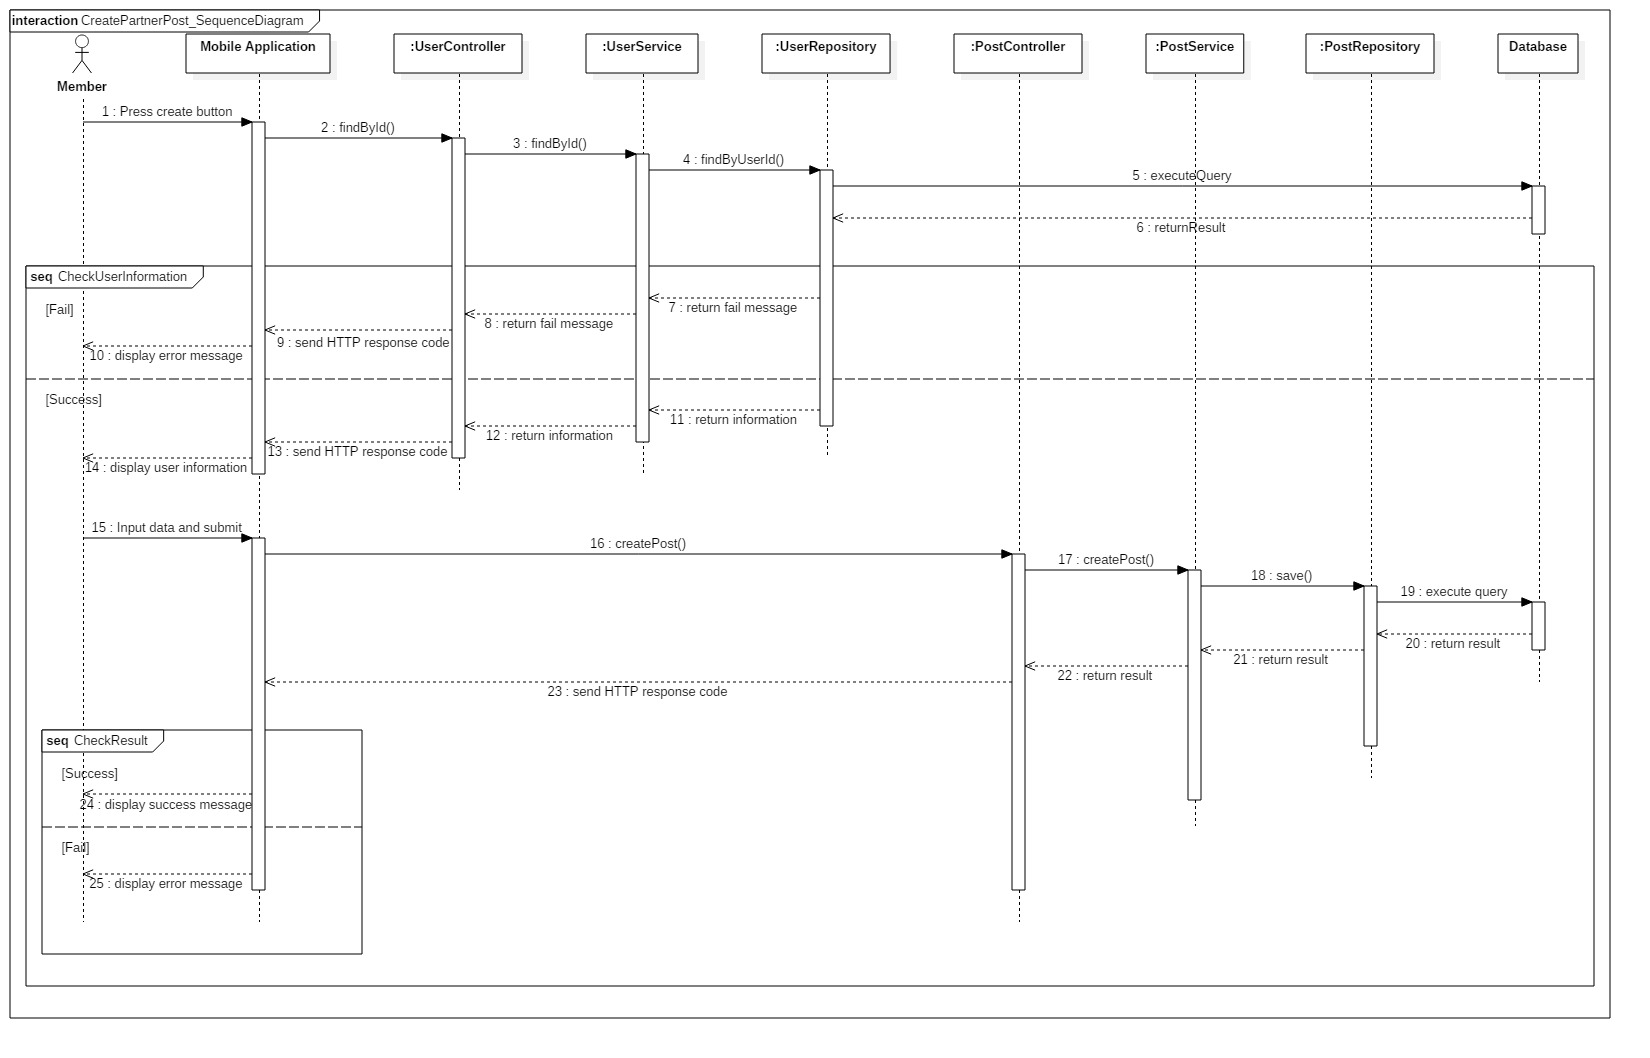 interaction CreatePartnerPost_SequenceDiagram
Mobile Application
:UserController
:UserService
:UserRepository
:PostController
:PostService
:PostRepository
Database
Member
1 : Press create button
2 : findById()
3 : findById()
4 : findByUserId()
5 : executeQuery
6 : returnResult
seq CheckUserInformation
[Fail]
7 : return fail message
8 : return fail message
9 : send HTTP response code
10 : display error message
[Success]
11 : return information
12 : return information
13 : send HTTP response code
14 : display user information
15 : Input data and submit
16 : createPost()
17 : createPost()
18 : save()
19 : execute query
20 : return result
21 : return result
22 : return result
23 : send HTTP response code
seq CheckResult
[Success]
24 : display success message
[Fail]
25 : display error message